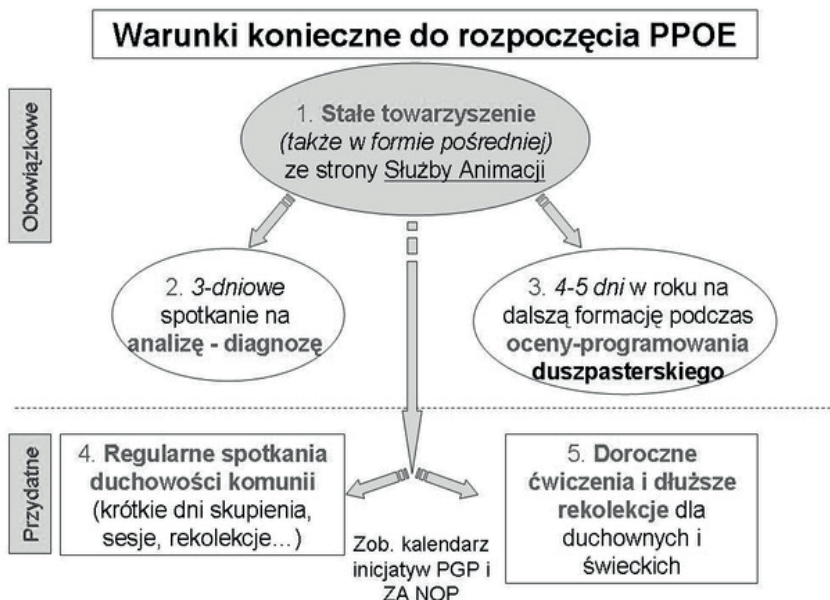 Warunki konieczne do rozpoczęcia PPOE
Obowiązkowe
1. Stałe towarzyszenie
(także w formie pośredniej)
ze strony Służby Animacji
2. 3-dniowe
spotkanie na
analizę - diagnozę
3. 4-5 dni w roku na
dalszą formację podczas
oceny-programowania
duszpasterskiego
Przydatne
4. Regularne spotkania
duchowości komunii
(krótkie dni skupienia,
sesje, rekolekcje…)
Zob. kalendarz
inicjatyw PGP i
ZA NOP
5. Doroczne
ćwiczenia i dłuższe
rekolekcje dla
duchownych i
świeckich